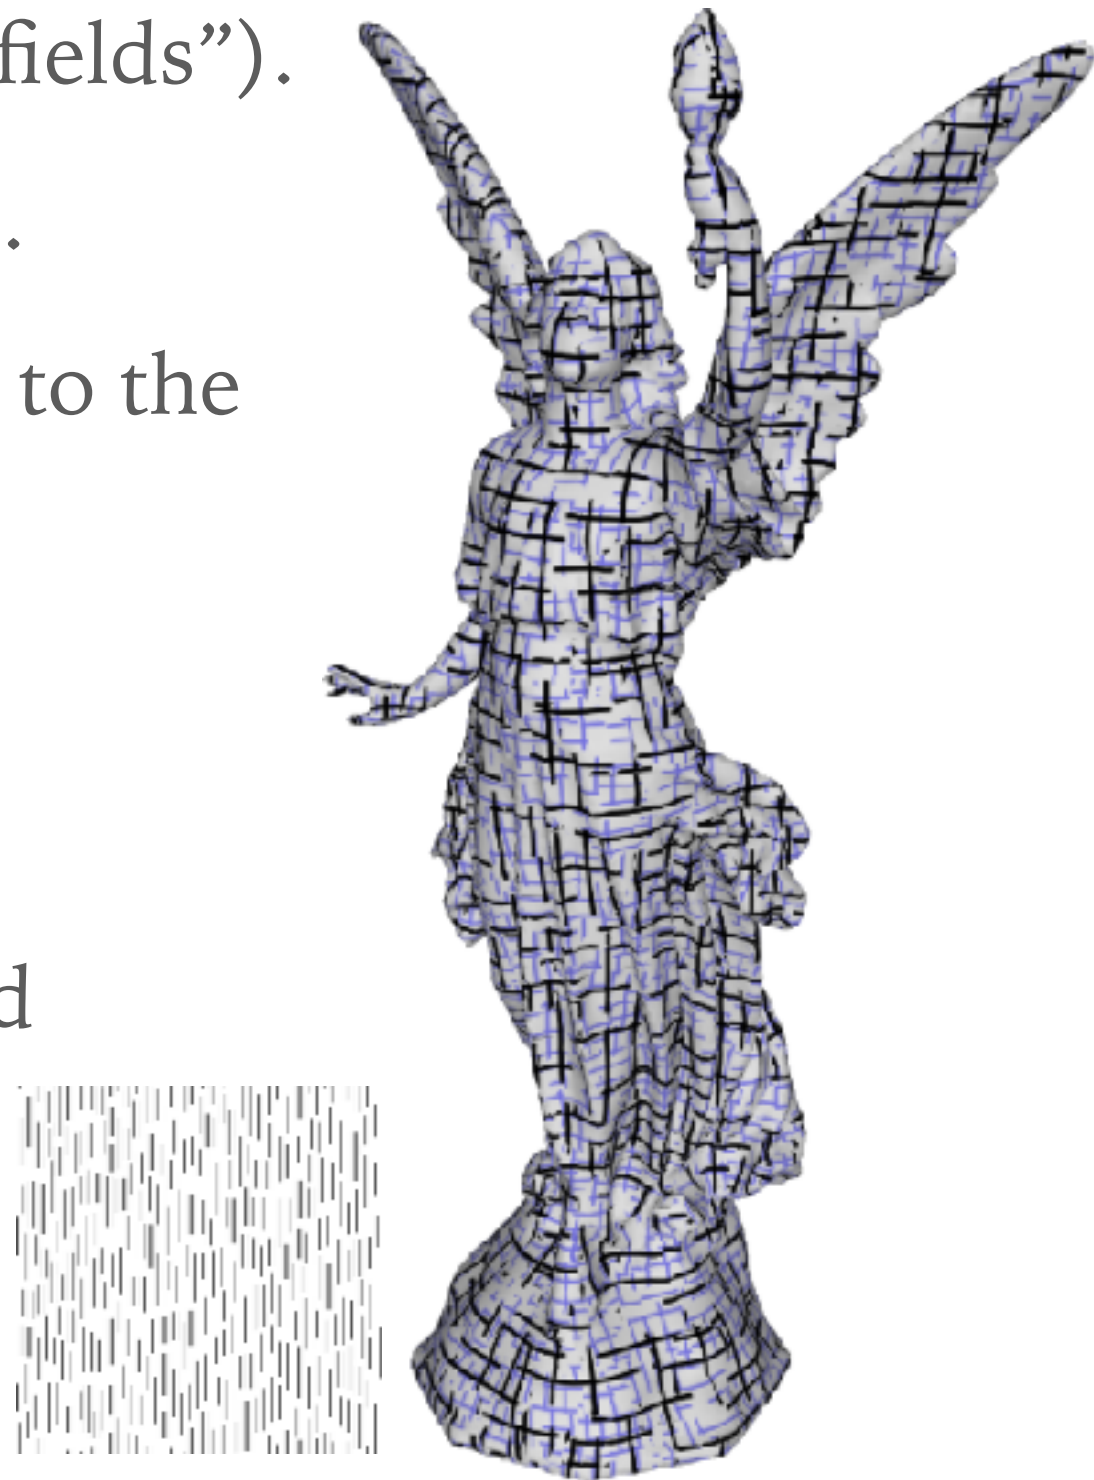 fields”).
.
to the
d